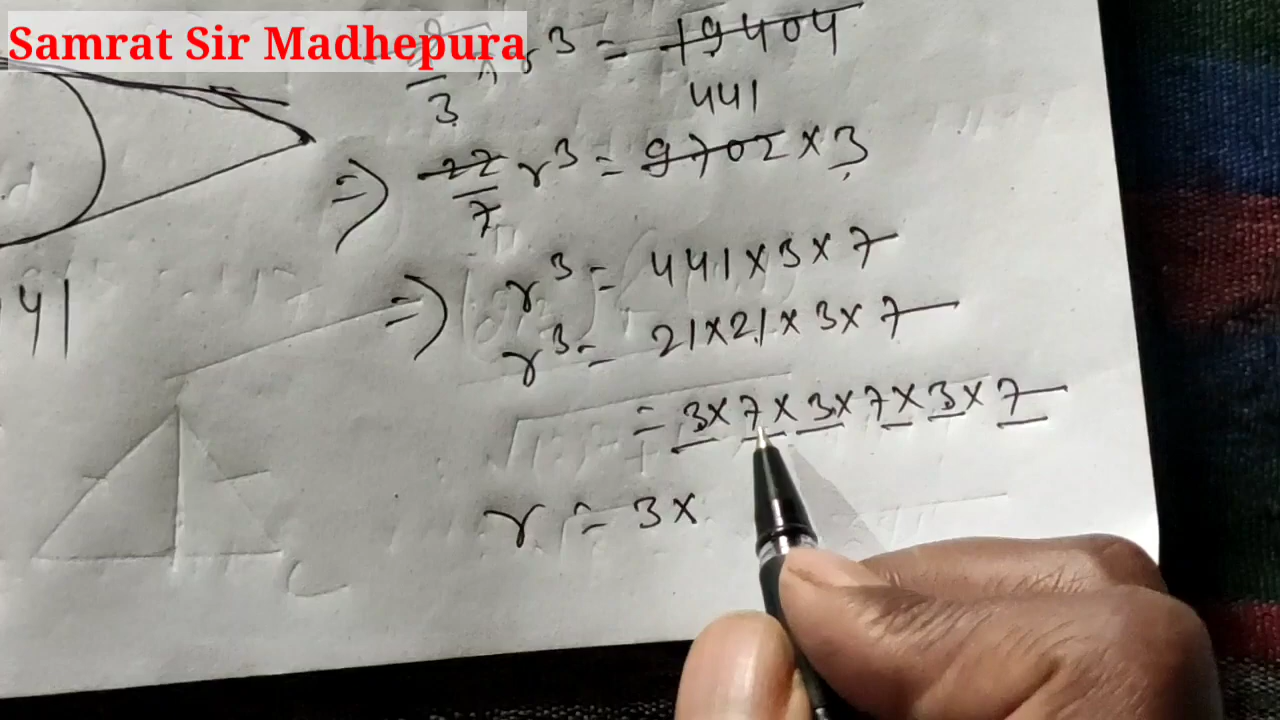 Samrat Sir Madhepura
r³ = 19404
3
441
⇒ 22/7 r³ = 9702 × 3
⇒ r³ = 441 × 3 × 7
41
r³ = 21 × 21 × 3 × 7
= 3 × 7 × 3 × 7 × 3 × 7
r = 3 ×